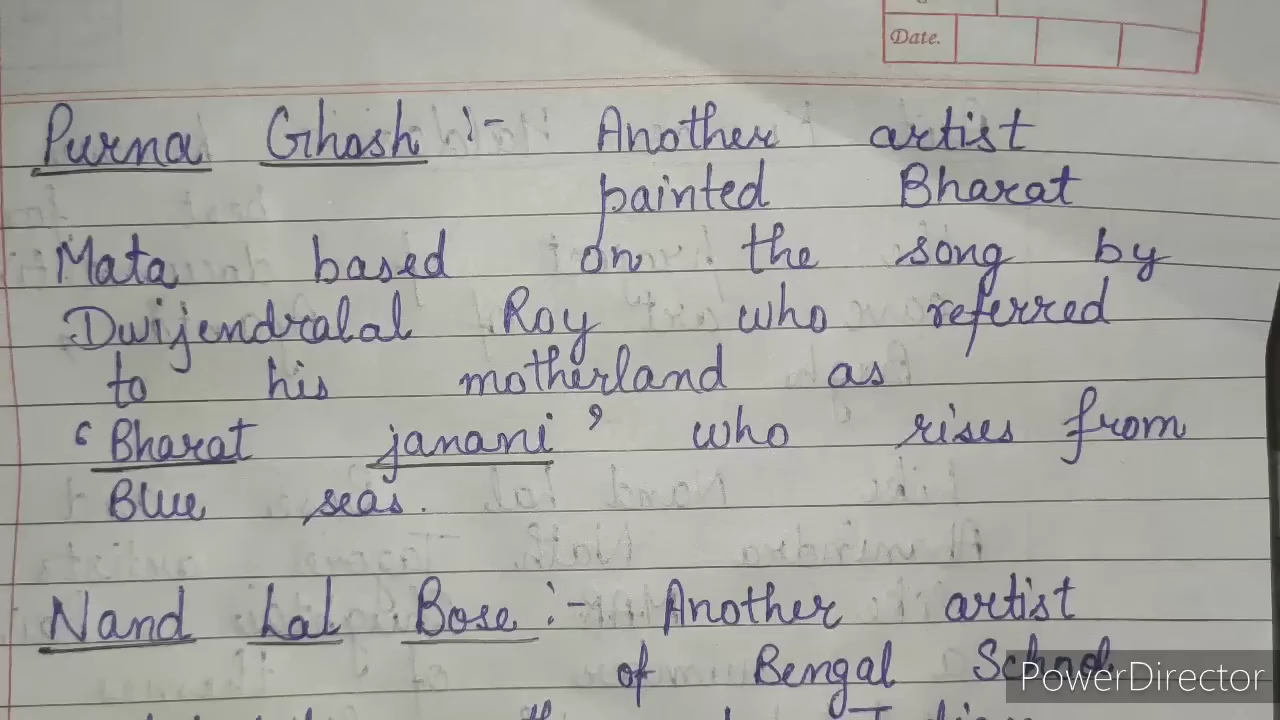 Date.
Purna Ghosh :- Another artist
painted Bharat
Mata based on the song by
Dwijendralal Roy who referred
to his motherland as
‘Bharat janani’ who rises from
Blue seas.
Nand Lal Bose :- Another artist
of Bengal School
PowerDirector